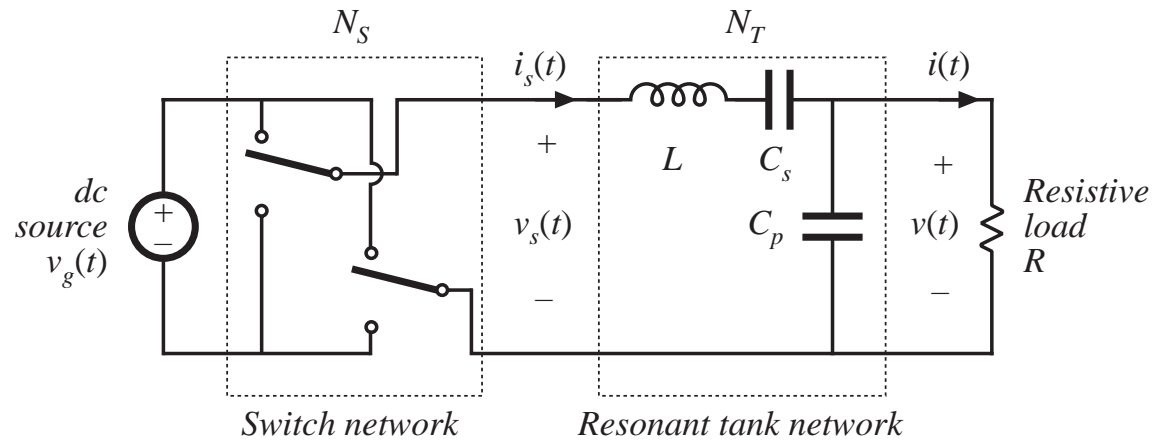 N_S
N_T
i_s(t)
i(t)
+
+
L
C_s
dc
source
v_g(t)
+
–
v_s(t)
C_p
v(t)
Resistive
load
R
–
–
Switch network
Resonant tank network